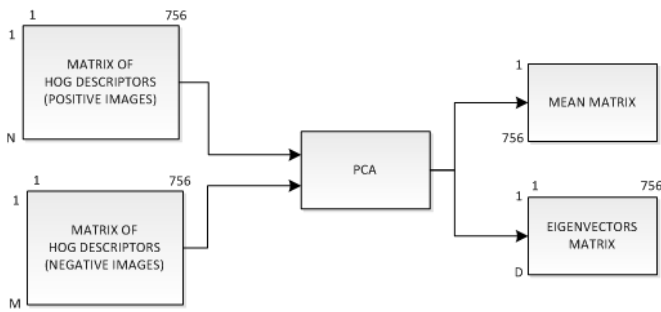 1 756
1
MATRIX OF
HOG DESCRIPTORS
(POSITIVE IMAGES)
N
1 756
1
MATRIX OF
HOG DESCRIPTORS
(NEGATIVE IMAGES)
M
PCA
1
MEAN MATRIX
756
1 756
1
EIGENVECTORS
MATRIX
D